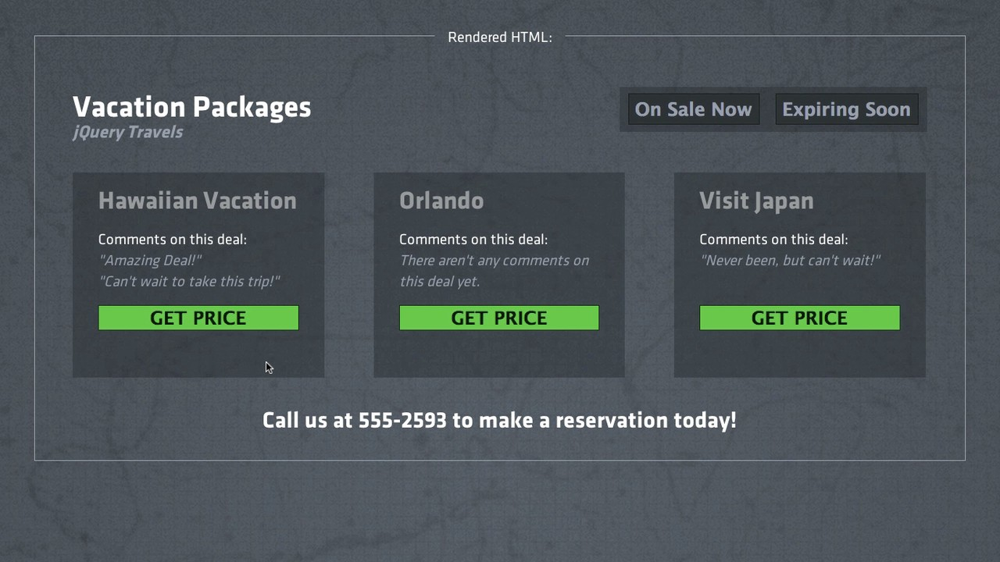 Rendered HTML:
Vacation Packages
jQuery Travels
On Sale Now
Expiring Soon
Hawaiian Vacation
Comments on this deal:
"Amazing Deal!"
"Can't wait to take this trip!"
GET PRICE
Orlando
Comments on this deal:
There aren't any comments on
this deal yet.
GET PRICE
Visit Japan
Comments on this deal:
"Never been, but can't wait!"
GET PRICE
Call us at 555-2593 to make a reservation today!